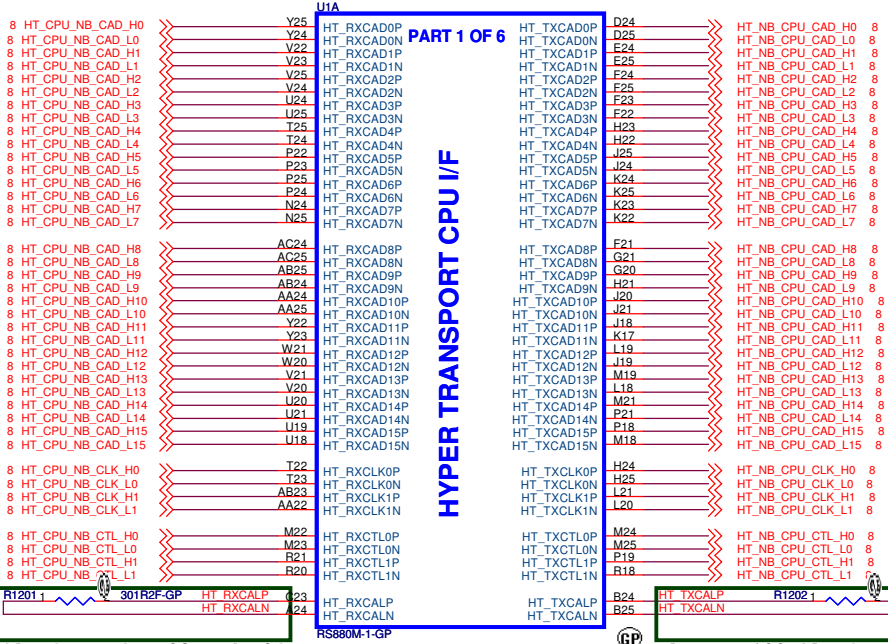 U1A
8 HT_CPU_NB_CAD_H0 Y25 HT_RXCAD0P PART 1 OF 6 HT_TXCAD0P D24 HT_NB_CPU_CAD_H0 8
8 HT_CPU_NB_CAD_L0 Y24 HT_RXCAD0N HT_TXCAD0N D25 HT_NB_CPU_CAD_L0 8
8 HT_CPU_NB_CAD_H1 V22 HT_RXCAD1P HT_TXCAD1P E24 HT_NB_CPU_CAD_H1 8
8 HT_CPU_NB_CAD_L1 V23 HT_RXCAD1N HT_TXCAD1N E25 HT_NB_CPU_CAD_L1 8
8 HT_CPU_NB_CAD_H2 V25 HT_RXCAD2P HT_TXCAD2P F24 HT_NB_CPU_CAD_H2 8
8 HT_CPU_NB_CAD_L2 V24 HT_RXCAD2N HT_TXCAD2N F25 HT_NB_CPU_CAD_L2 8
8 HT_CPU_NB_CAD_H3 U24 HT_RXCAD3P HT_TXCAD3P F23 HT_NB_CPU_CAD_H3 8
8 HT_CPU_NB_CAD_L3 U25 HT_RXCAD3N HT_TXCAD3N F22 HT_NB_CPU_CAD_L3 8
8 HT_CPU_NB_CAD_H4 T25 HT_RXCAD4P HT_TXCAD4P H23 HT_NB_CPU_CAD_H4 8
8 HT_CPU_NB_CAD_L4 T24 HT_RXCAD4N HT_TXCAD4N H22 HT_NB_CPU_CAD_L4 8
8 HT_CPU_NB_CAD_H5 P22 HT_RXCAD5P HT_TXCAD5P J25 HT_NB_CPU_CAD_H5 8
8 HT_CPU_NB_CAD_L5 P23 HT_RXCAD5N HT_TXCAD5N J24 HT_NB_CPU_CAD_L5 8
8 HT_CPU_NB_CAD_H6 P25 HT_RXCAD6P HT_TXCAD6P K24 HT_NB_CPU_CAD_H6 8
8 HT_CPU_NB_CAD_L6 P24 HT_RXCAD6N HT_TXCAD6N K25 HT_NB_CPU_CAD_L6 8
8 HT_CPU_NB_CAD_H7 N24 HT_RXCAD7P HT_TXCAD7P K23 HT_NB_CPU_CAD_H7 8
8 HT_CPU_NB_CAD_L7 N25 HT_RXCAD7N HT_TXCAD7N K22 HT_NB_CPU_CAD_L7 8
HYPER TRANSPORT CPU I/F
8 HT_CPU_NB_CAD_H8 AC24 HT_RXCAD8P HT_TXCAD8P F21 HT_NB_CPU_CAD_H8 8
8 HT_CPU_NB_CAD_L8 AC25 HT_RXCAD8N HT_TXCAD8N G21 HT_NB_CPU_CAD_L8 8
8 HT_CPU_NB_CAD_H9 AB25 HT_RXCAD9P HT_TXCAD9P G20 HT_NB_CPU_CAD_H9 8
8 HT_CPU_NB_CAD_L9 AB24 HT_RXCAD9N HT_TXCAD9N H21 HT_NB_CPU_CAD_L9 8
8 HT_CPU_NB_CAD_H10 AA24 HT_RXCAD10P HT_TXCAD10P J20 HT_NB_CPU_CAD_H10 8
8 HT_CPU_NB_CAD_L10 AA25 HT_RXCAD10N HT_TXCAD10N J21 HT_NB_CPU_CAD_L10 8
8 HT_CPU_NB_CAD_H11 Y22 HT_RXCAD11P HT_TXCAD11P J18 HT_NB_CPU_CAD_H11 8
8 HT_CPU_NB_CAD_L11 Y23 HT_RXCAD11N HT_TXCAD11N K17 HT_NB_CPU_CAD_L11 8
8 HT_CPU_NB_CAD_H12 W21 HT_RXCAD12P HT_TXCAD12P L19 HT_NB_CPU_CAD_H12 8
8 HT_CPU_NB_CAD_L12 W20 HT_RXCAD12N HT_TXCAD12N J19 HT_NB_CPU_CAD_L12 8
8 HT_CPU_NB_CAD_H13 V21 HT_RXCAD13P HT_TXCAD13P M19 HT_NB_CPU_CAD_H13 8
8 HT_CPU_NB_CAD_L13 V20 HT_RXCAD13N HT_TXCAD13N L18 HT_NB_CPU_CAD_L13 8
8 HT_CPU_NB_CAD_H14 U20 HT_RXCAD14P HT_TXCAD14P M21 HT_NB_CPU_CAD_H14 8
8 HT_CPU_NB_CAD_L14 U21 HT_RXCAD14N HT_TXCAD14N P21 HT_NB_CPU_CAD_L14 8
8 HT_CPU_NB_CAD_H15 U19 HT_RXCAD15P HT_TXCAD15P P18 HT_NB_CPU_CAD_H15 8
8 HT_CPU_NB_CAD_L15 U18 HT_RXCAD15N HT_TXCAD15N M18 HT_NB_CPU_CAD_L15 8
8 HT_CPU_NB_CLK_H0 T22 HT_RXCLK0P HT_TXCLK0P H24 HT_NB_CPU_CLK_H0 8
8 HT_CPU_NB_CLK_L0 T23 HT_RXCLK0N HT_TXCLK0N H25 HT_NB_CPU_CLK_L0 8
8 HT_CPU_NB_CLK_H1 AB23 HT_RXCLK1P HT_TXCLK1P L21 HT_NB_CPU_CLK_H1 8
8 HT_CPU_NB_CLK_L1 AA22 HT_RXCLK1N HT_TXCLK1N L20 HT_NB_CPU_CLK_L1 8
8 HT_CPU_NB_CTL_H0 M22 HT_RXCTL0P HT_TXCTL0P M24 HT_NB_CPU_CTL_H0 8
8 HT_CPU_NB_CTL_L0 M23 HT_RXCTL0N HT_TXCTL0N M25 HT_NB_CPU_CTL_L0 8
8 HT_CPU_NB_CTL_H1 R21 HT_RXCTL1P HT_TXCTL1P P19 HT_NB_CPU_CTL_H1 8
8 HT_CPU_NB_CTL_L1 R20 HT_RXCTL1N HT_TXCTL1N R18 HT_NB_CPU_CTL_L1 8
R1201 1 301R2F-GP HT_RXCALP C23 HT_RXCALP HT_TXCALP B24 HT_TXCALP R1202 1
HT_RXCALN A24 HT_RXCALN HT_TXCALN B25 HT_TXCALN
RS880M-1-GP GP